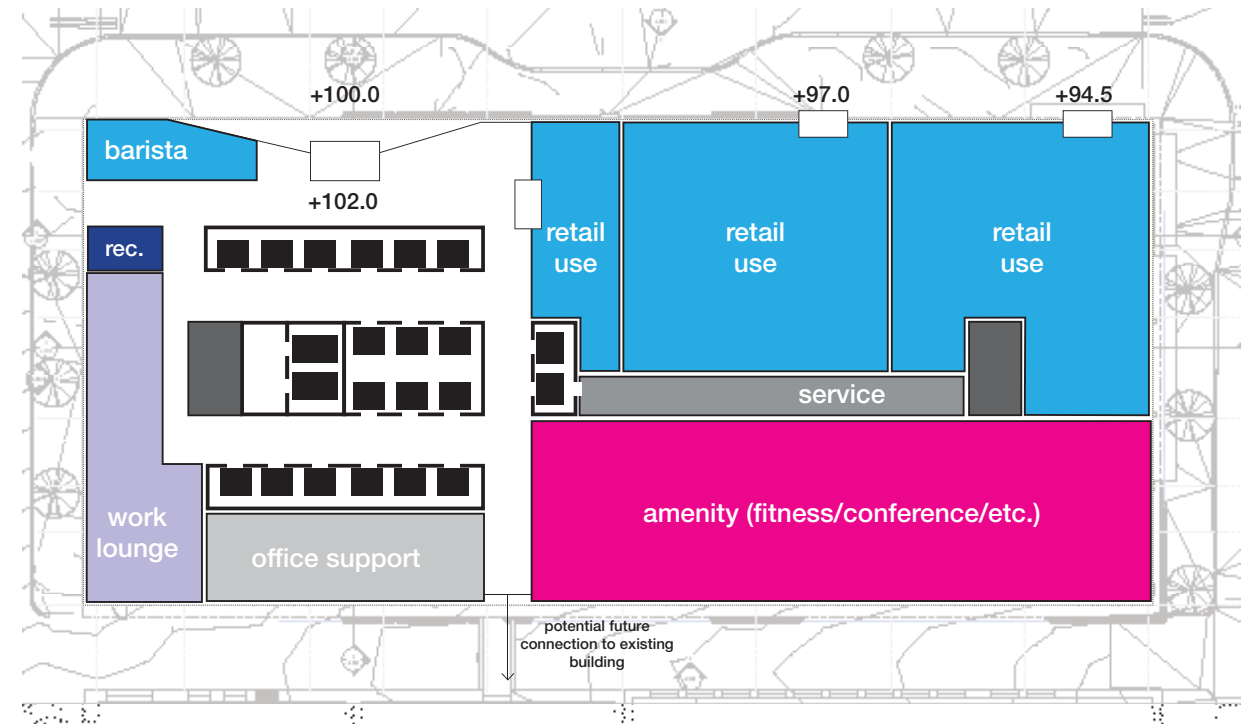 +100.0
+97.0
+94.5
barista
+102.0
rec.
retail
use
retail
use
retail
use
service
work
lounge
office support
amenity (fitness/conference/etc.)
potential future
connection to existing
building